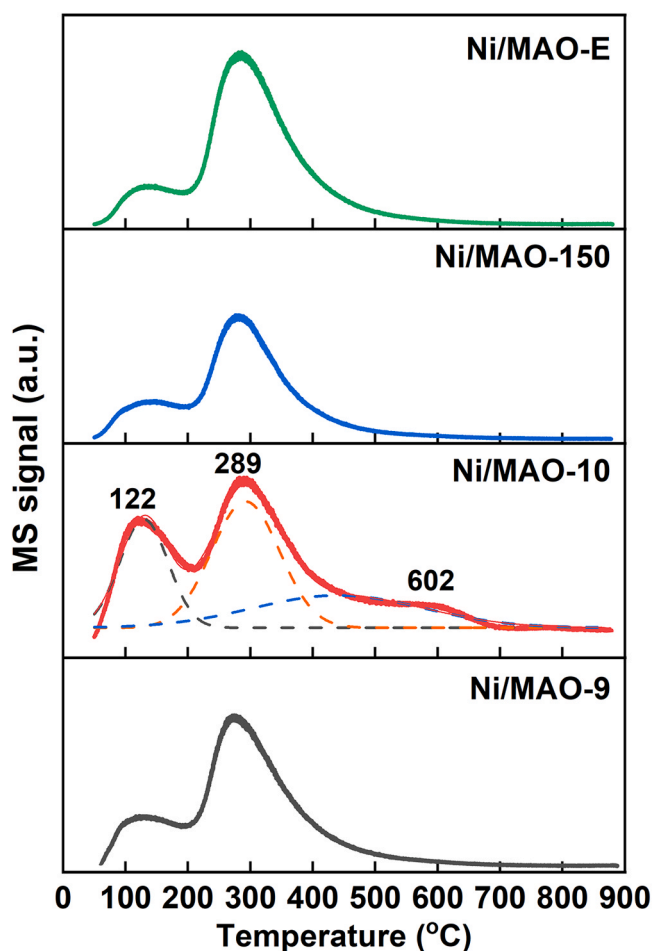 Ni/MAO-E
Ni/MAO-150
Ni/MAO-10
289
122
602
Ni/MAO-9
MS signal (a.u.)
0 100 200 300 400 500 600 700 800 900
Temperature (°C)